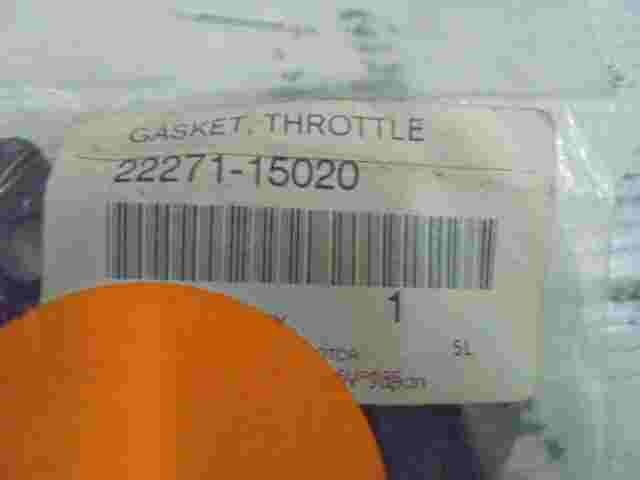 GASKET, THROTTLE
22271-15020
1
SL